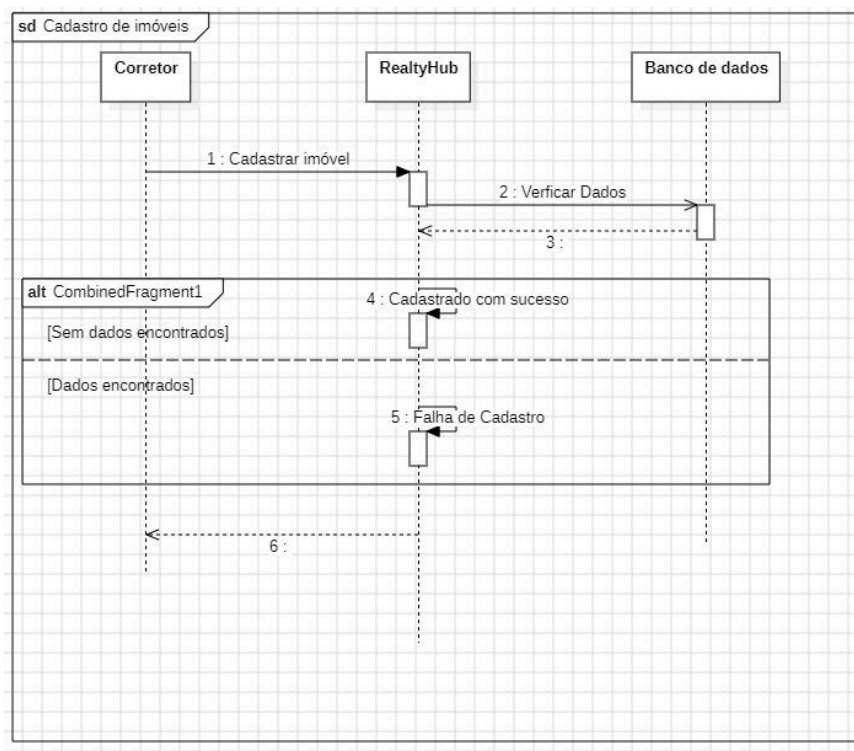 sd Cadastro de imóveis
Corretor
RealtyHub
Banco de dados
1 : Cadastrar imóvel
2 : Verficar Dados
3 :
alt CombinedFragment1
4 : Cadastrado com sucesso
[Sem dados encontrados]
[Dados encontrados]
5 : Falha de Cadastro
6 :